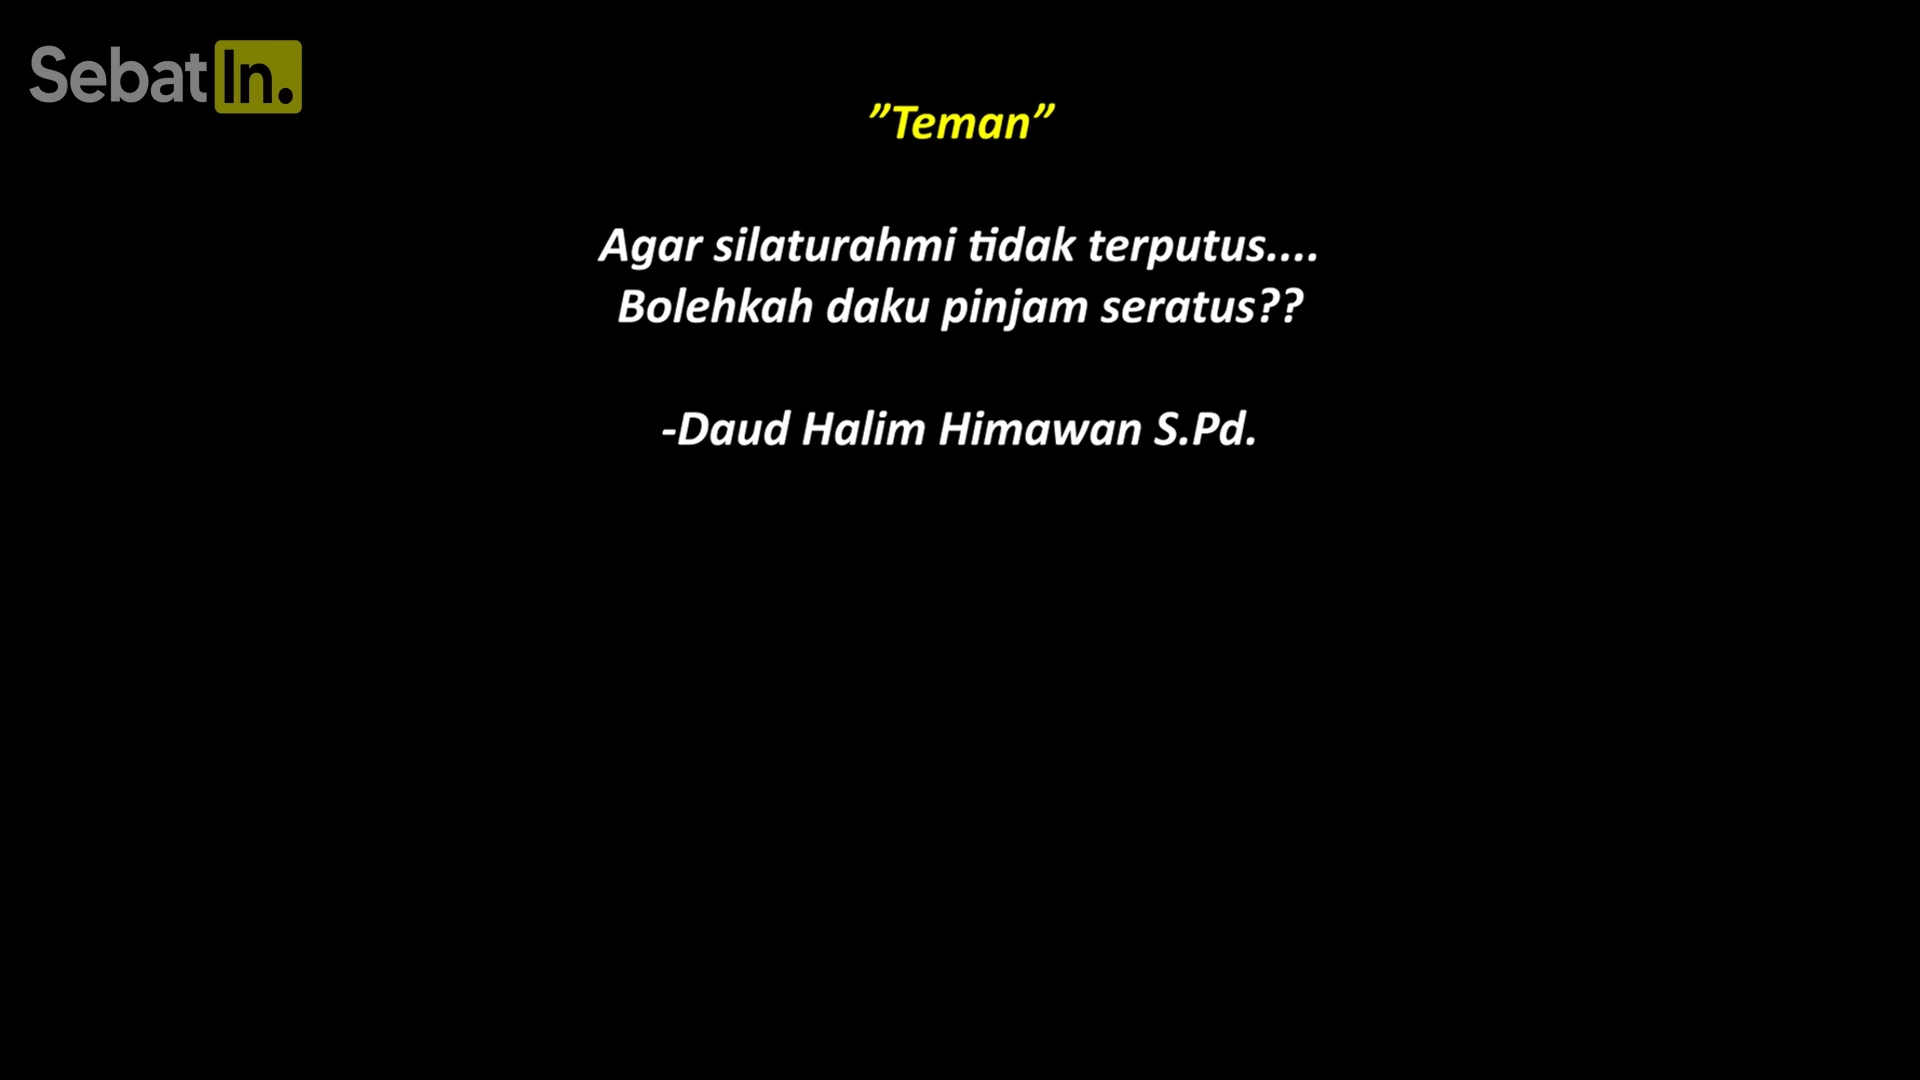 SebatIn.
”Teman”
Agar silaturahmi tidak terputus....
Bolehkah daku pinjam seratus??
-Daud Halim Himawan S.Pd.